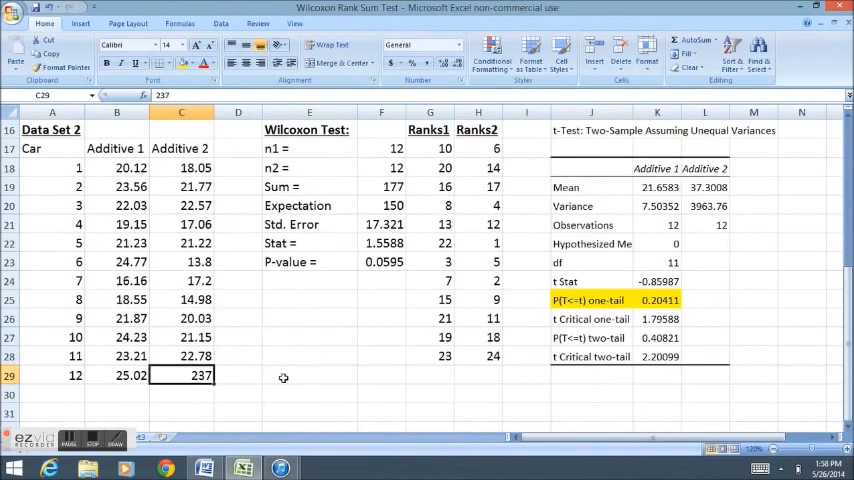 Wilcoxon Rank Sum Test - Microsoft Excel non-commercial use
Home Insert Page Layout Formulas Data Review View
Cut
Copy
Format Painter
Paste
Clipboard
Calibri 14
B I U
Font
Wrap Text
Merge & Center
Alignment
General
$ % ,
Number
Conditional Formatting
Format as Table
Cell Styles
Styles
Insert Delete Format
Cells
AutoSum
Fill
Clear
Sort & Filter
Find & Select
Editing
C29 fx 237
A B C D E F G H I J K L M N
16 Data Set 2 Wilcoxon Test: Ranks1 Ranks2 t-Test: Two-Sample Assuming Unequal Variances
17 Car Additive 1 Additive 2 n1 = 12 10 6
18 1 20.12 18.05 n2 = 12 20 14 Additive 1 Additive 2
19 2 23.56 21.77 Sum = 177 16 17 Mean 21.6583 37.3008
20 3 22.03 22.57 Expectation 150 8 4 Variance 7.50352 3963.76
21 4 19.15 17.06 Std. Error 17.321 13 12 Observations 12 12
22 5 21.23 21.22 Stat = 1.5588 22 1 Hypothesized Me 0
23 6 24.77 13.8 P-value = 0.0595 3 5 df 11
24 7 16.16 17.2 7 2 t Stat -0.85987
25 8 18.55 14.98 15 9 P(T<=t) one-tail 0.20411
26 9 21.87 20.03 21 11 t Critical one-tail 1.79588
27 10 24.23 21.15 19 18 P(T<=t) two-tail 0.40821
28 11 23.21 22.78 23 24 t Critical two-tail 2.20099
29 12 25.02 237
30
31
ezvid
RECORDER
PAUSE STOP DRAW
120%
1:58 PM
5/26/2014